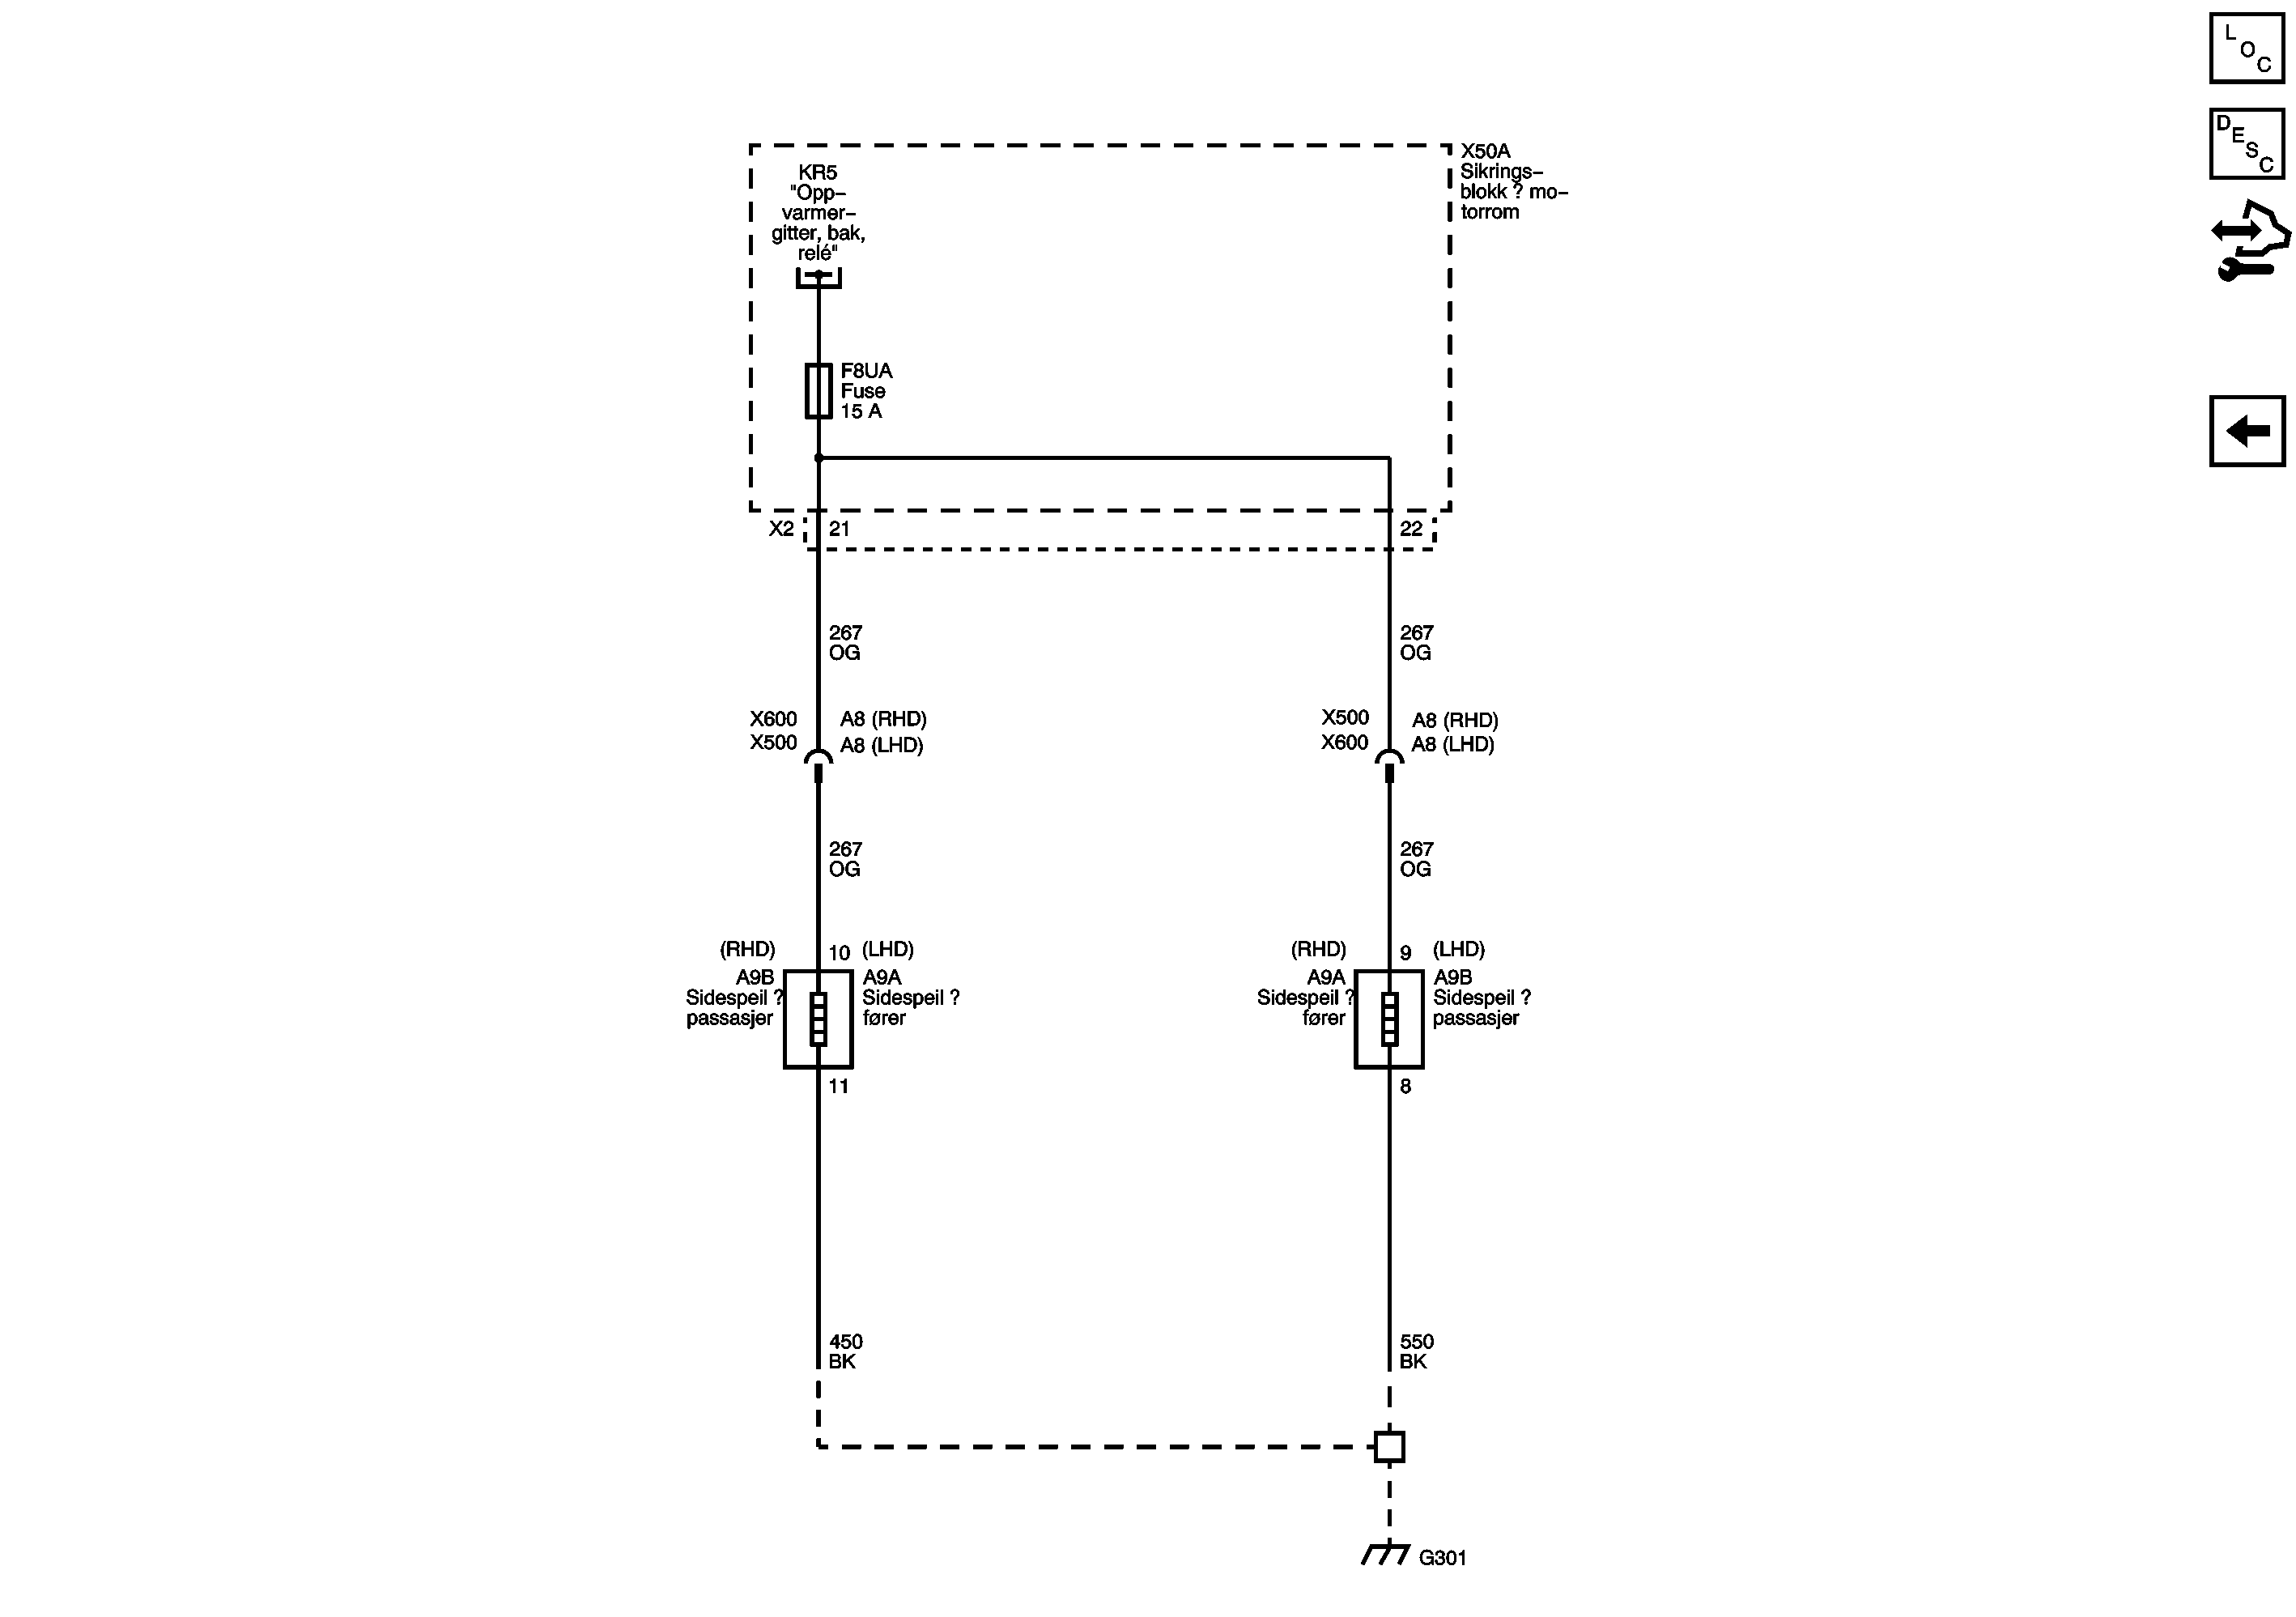 L
O
C
D
E
S
C
X50A
Sikrings–
blokk ? mo–
torrom
KR5
"Opp–
varmer–
gitter, bak,
relé"
F8UA
Fuse
15 A
X2
21
22
267
OG
267
OG
X600
A8 (RHD)
X500
A8 (LHD)
X500
A8 (RHD)
X600
A8 (LHD)
267
OG
267
OG
(RHD)
10
(LHD)
A9B
Sidespeil ?
passasjer
A9A
Sidespeil ?
fører
11
(RHD)
9
(LHD)
A9A
Sidespeil ?
fører
A9B
Sidespeil ?
passasjer
8
450
BK
550
BK
G301